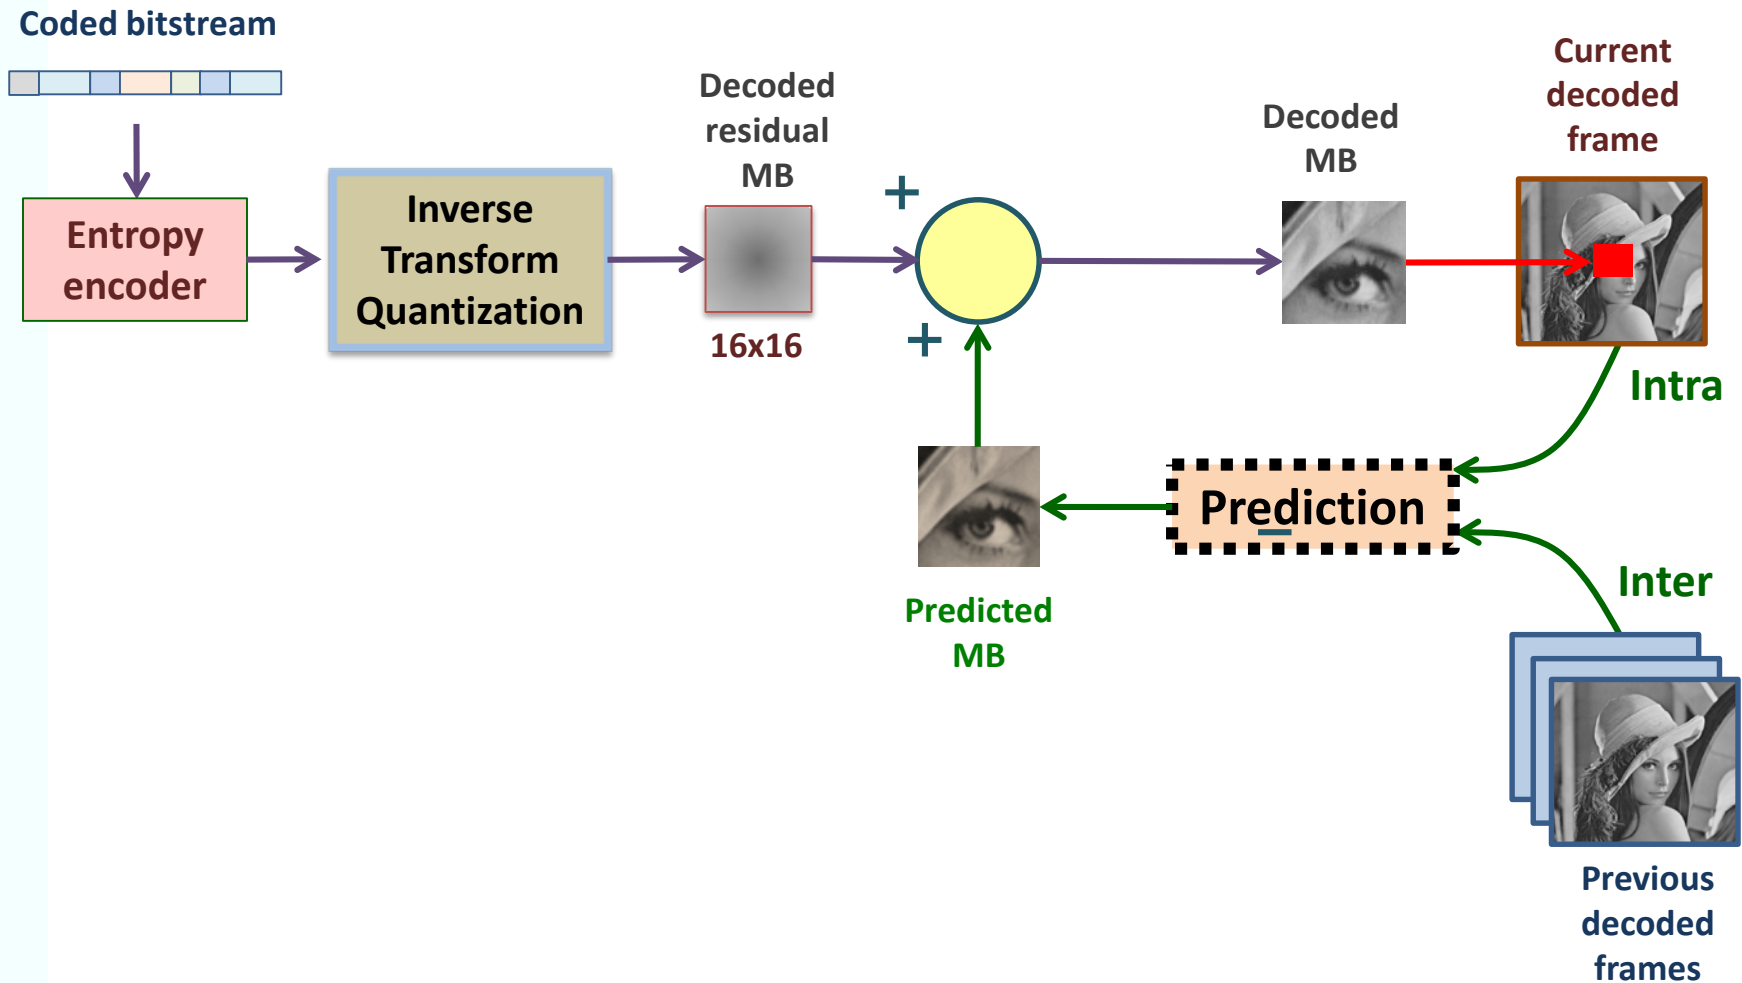 Coded bitstream
Entropy
encoder
Inverse
Transform
Quantization
Decoded
residual
MB
16x16
+
+
Decoded
MB
Current
decoded
frame
Intra
Prediction
Inter
Predicted
MB
Previous
decoded
frames